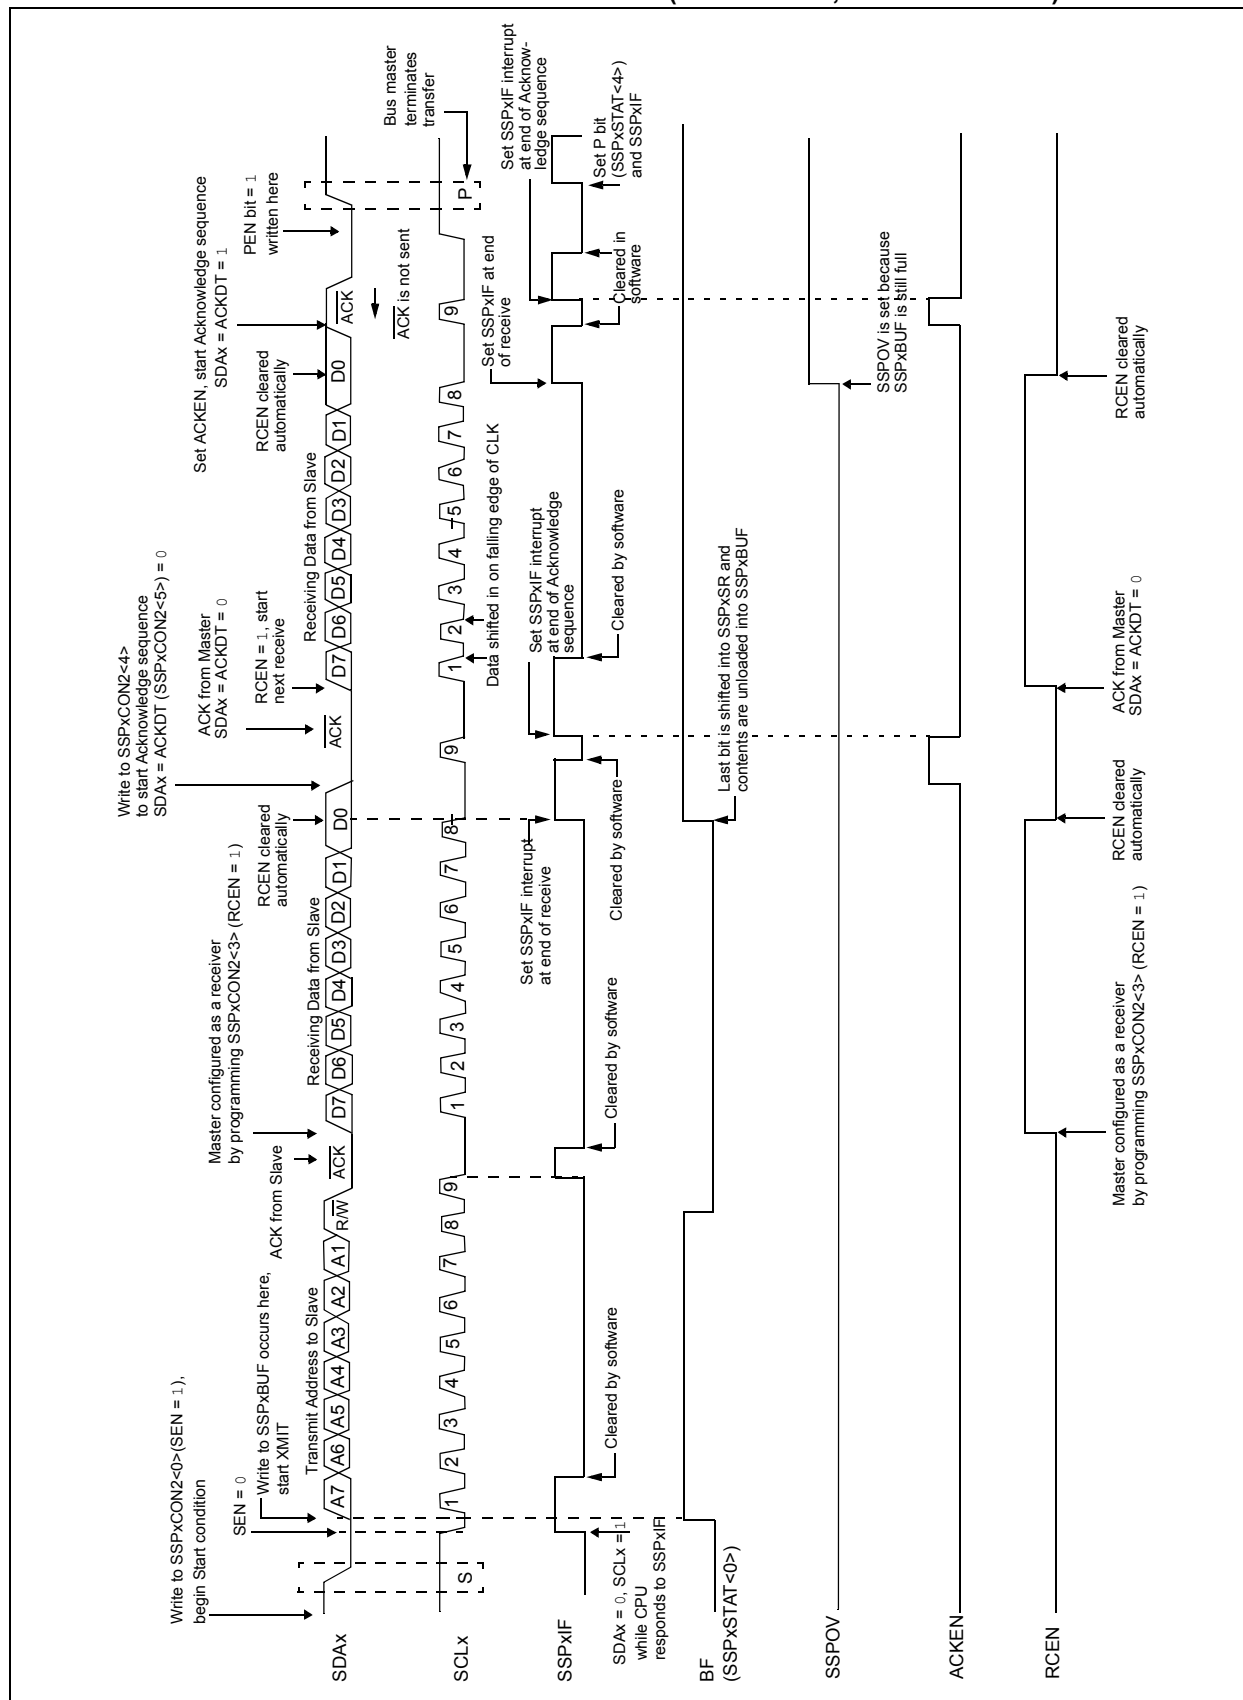 Write to SSPxCON2<0>(SEN = 1),
begin Start condition
SEN = 0
Write to SSPxBUF occurs here,
start XMIT
ACK from Slave
Master configured as a receiver
by programming SSPxCON2<3> (RCEN = 1)
RCEN cleared
automatically
Write to SSPxCON2<4>
to start Acknowledge sequence
SDAx = ACKDT (SSPxCON2<5>) = 0
ACK from Master
SDAx = ACKDT = 0
RCEN = 1, start
next receive
RCEN cleared
automatically
Set ACKEN, start Acknowledge sequence
SDAx = ACKDT = 1
PEN bit = 1
written here
Transmit Address to Slave
Receiving Data from Slave
Receiving Data from Slave
SDAx
A7 A6 A5 A4 A3 A2 A1 R/W ACK D7 D6 D5 D4 D3 D2 D1 D0 ACK D7 D6 D5 D4 D3 D2 D1 D0 ACK
ACK is not sent
Bus master
terminates
transfer
SCLx
S 1 2 3 4 5 6 7 8 9 1 2 3 4 5 6 7 8 9 1 2 3 4 5 6 7 8 9 P
Data shifted in on falling edge of CLK
Set SSPxIF interrupt
at end of receive
Set SSPxIF interrupt
at end of Acknowledge
sequence
Set SSPxIF at end
of receive
Set SSPxIF interrupt
at end of Acknow-
ledge sequence
SSPxIF
SDAx = 0, SCLx = 1
while CPU
responds to SSPxIF
Cleared by software
Cleared by software
Cleared by software
Cleared by software
Cleared in
software
Set P bit
(SSPxSTAT<4>)
and SSPxIF
BF
(SSPxSTAT<0>)
Last bit is shifted into SSPxSR and
contents are unloaded into SSPxBUF
SSPOV
SSPOV is set because
SSPxBUF is still full
ACKEN
RCEN
Master configured as a receiver
by programming SSPxCON2<3> (RCEN = 1)
RCEN cleared
automatically
ACK from Master
SDAx = ACKDT = 0
RCEN cleared
automatically